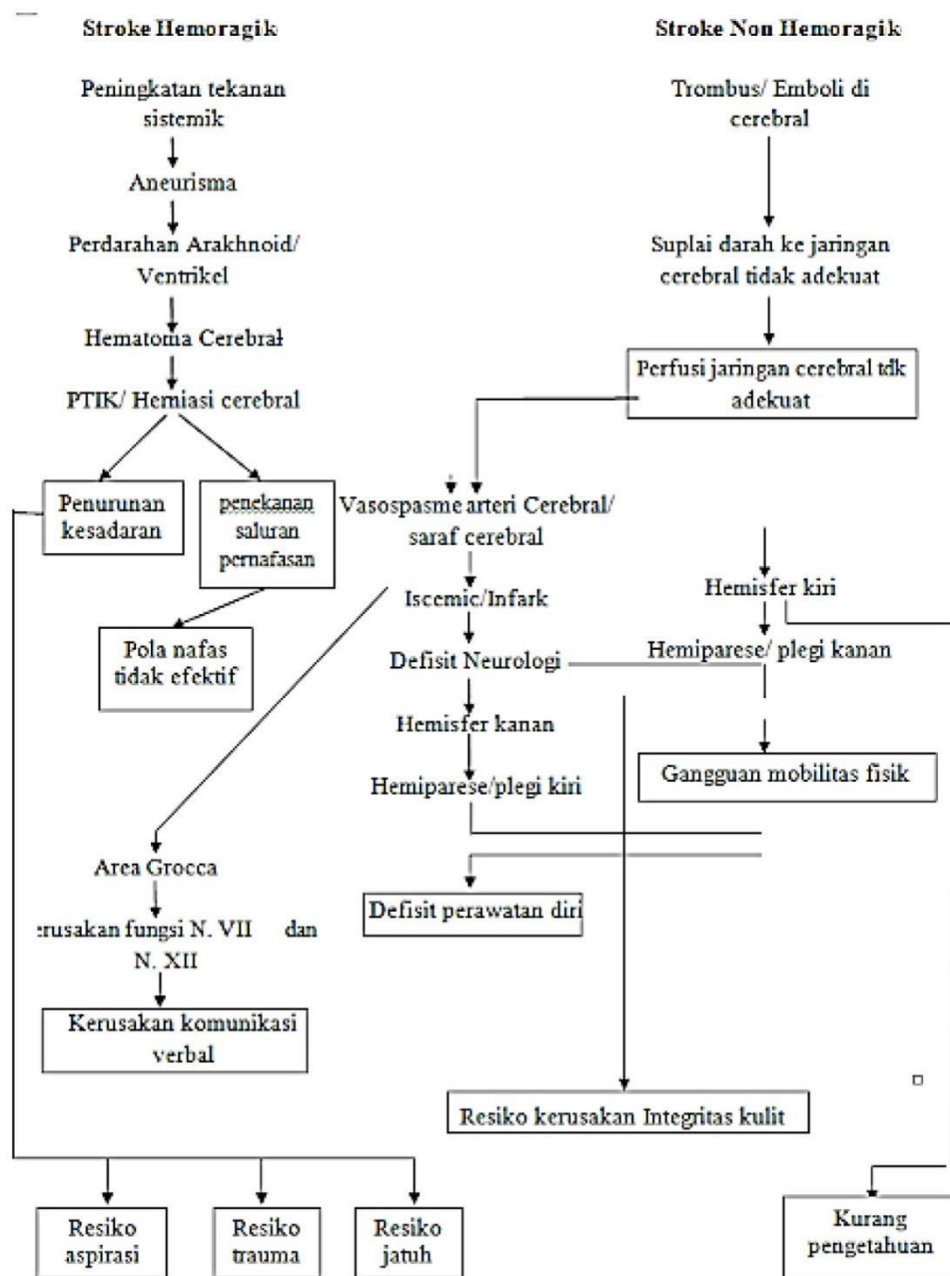 Stroke Hemoragik
Stroke Non Hemoragik
Peningkatan tekanan
sistemik
Trombus/ Emboli di
cerebral
Aneurisma
Perdarahan Arakhnoid/
Ventrikel
Suplai darah ke jaringan
cerebral tidak adekuat
Hematoma Cerebral
PTIK/ Herniasi cerebral
Perfusi jaringan cerebral tdk
adekuat
Penurunan
kesadaran
penekanan
saluran
pernafasan
Vasospasme arteri Cerebral/
saraf cerebral
Pola nafas
tidak efektif
Iscemic/Infark
Defisit Neurologi
Hemisfer kanan
Hemiparese/plegi kiri
Hemisfer kiri
Hemiparese/ plegi kanan
Gangguan mobilitas fisik
Area Grocca
Defisit perawatan diri
erusakan fungsi N. VII dan
N. XII
Kerusakan komunikasi
verbal
Resiko kerusakan Integritas kulit
Resiko
aspirasi
Resiko
trauma
Resiko
jatuh
Kurang
pengetahuan